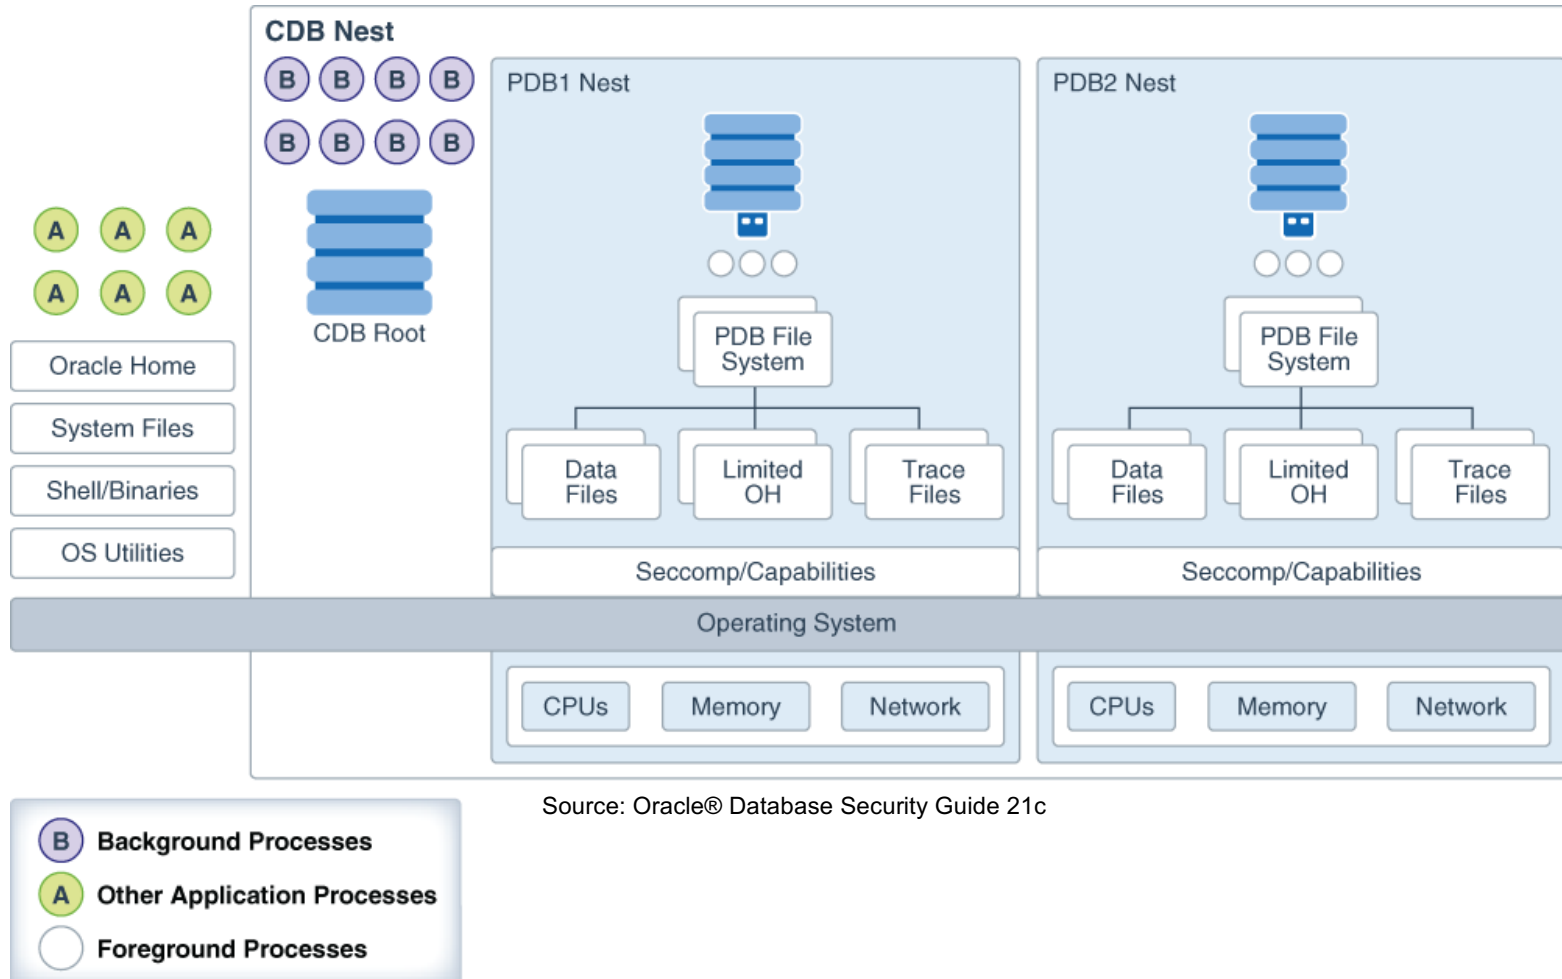 CDB Nest
B B B B
B B B B
CDB Root
A A A
A A A
Oracle Home
System Files
Shell/Binaries
OS Utilities
PDB1 Nest
PDB File
System
Data
Files
Limited
OH
Trace
Files
Seccomp/Capabilities
PDB2 Nest
PDB File
System
Data
Files
Limited
OH
Trace
Files
Seccomp/Capabilities
Operating System
CPUs
Memory
Network
CPUs
Memory
Network
Source: Oracle® Database Security Guide 21c
B Background Processes
A Other Application Processes
Foreground Processes